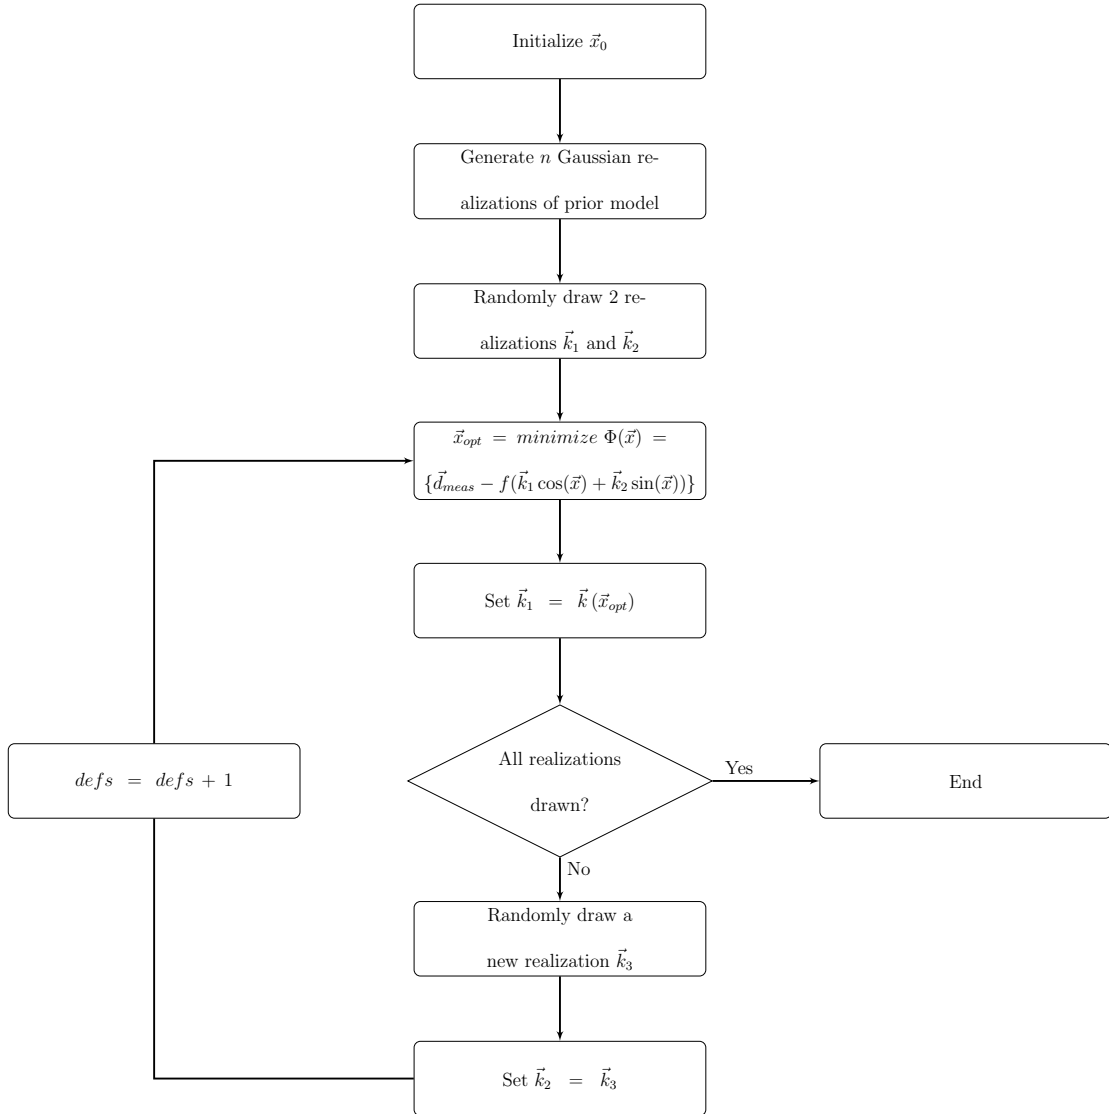 Initialize $\vec{x}_0$
Generate $n$ Gaussian re-
alizations of prior model
Randomly draw 2 re-
alizations $\vec{k}_1$ and $\vec{k}_2$
$\vec{x}_{opt} = minimize \ \Phi(\vec{x}) =$
$\{\vec{d}_{meas} - f(\vec{k}_1 \cos(\vec{x}) + \vec{k}_2 \sin(\vec{x}))\}$
Set $\vec{k}_1 = \vec{k}(\vec{x}_{opt})$
All realizations
drawn?
Yes
End
No
Randomly draw a
new realization $\vec{k}_3$
Set $\vec{k}_2 = \vec{k}_3$
$defs = defs + 1$